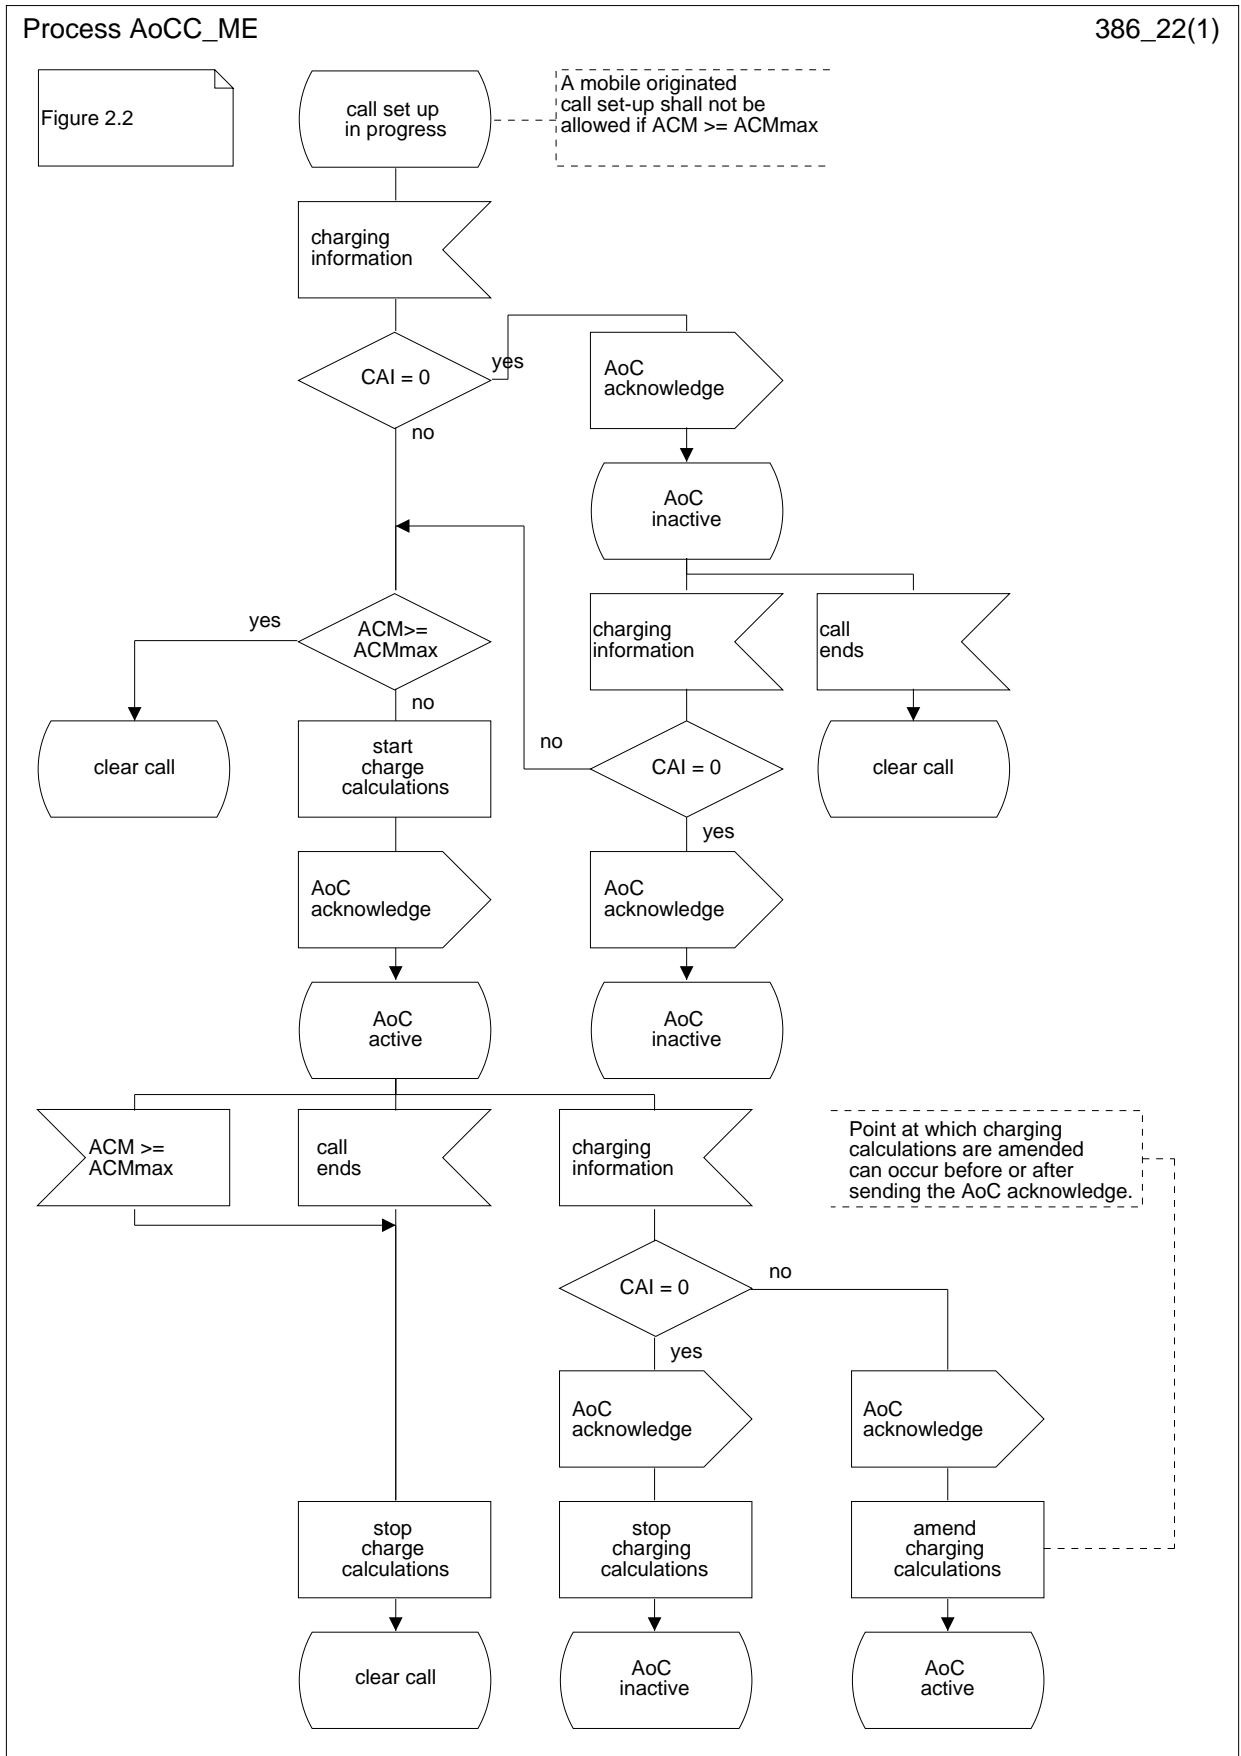 Process AoCC_ME
386_22(1)
Figure 2.2
call set up
in progress
A mobile originated
call set-up shall not be
allowed if ACM >= ACMmax
charging
information
CAI = 0
yes
AoC
acknowledge
no
AoC
inactive
yes
ACM>=
ACMmax
charging
information
call
ends
no
clear call
start
charge
calculations
no
CAI = 0
clear call
yes
AoC
acknowledge
AoC
acknowledge
AoC
active
AoC
inactive
ACM >=
ACMmax
call
ends
charging
information
Point at which charging
calculations are amended
can occur before or after
sending the AoC acknowledge.
CAI = 0
no
yes
AoC
acknowledge
AoC
acknowledge
stop
charge
calculations
stop
charging
calculations
amend
charging
calculations
clear call
AoC
inactive
AoC
active